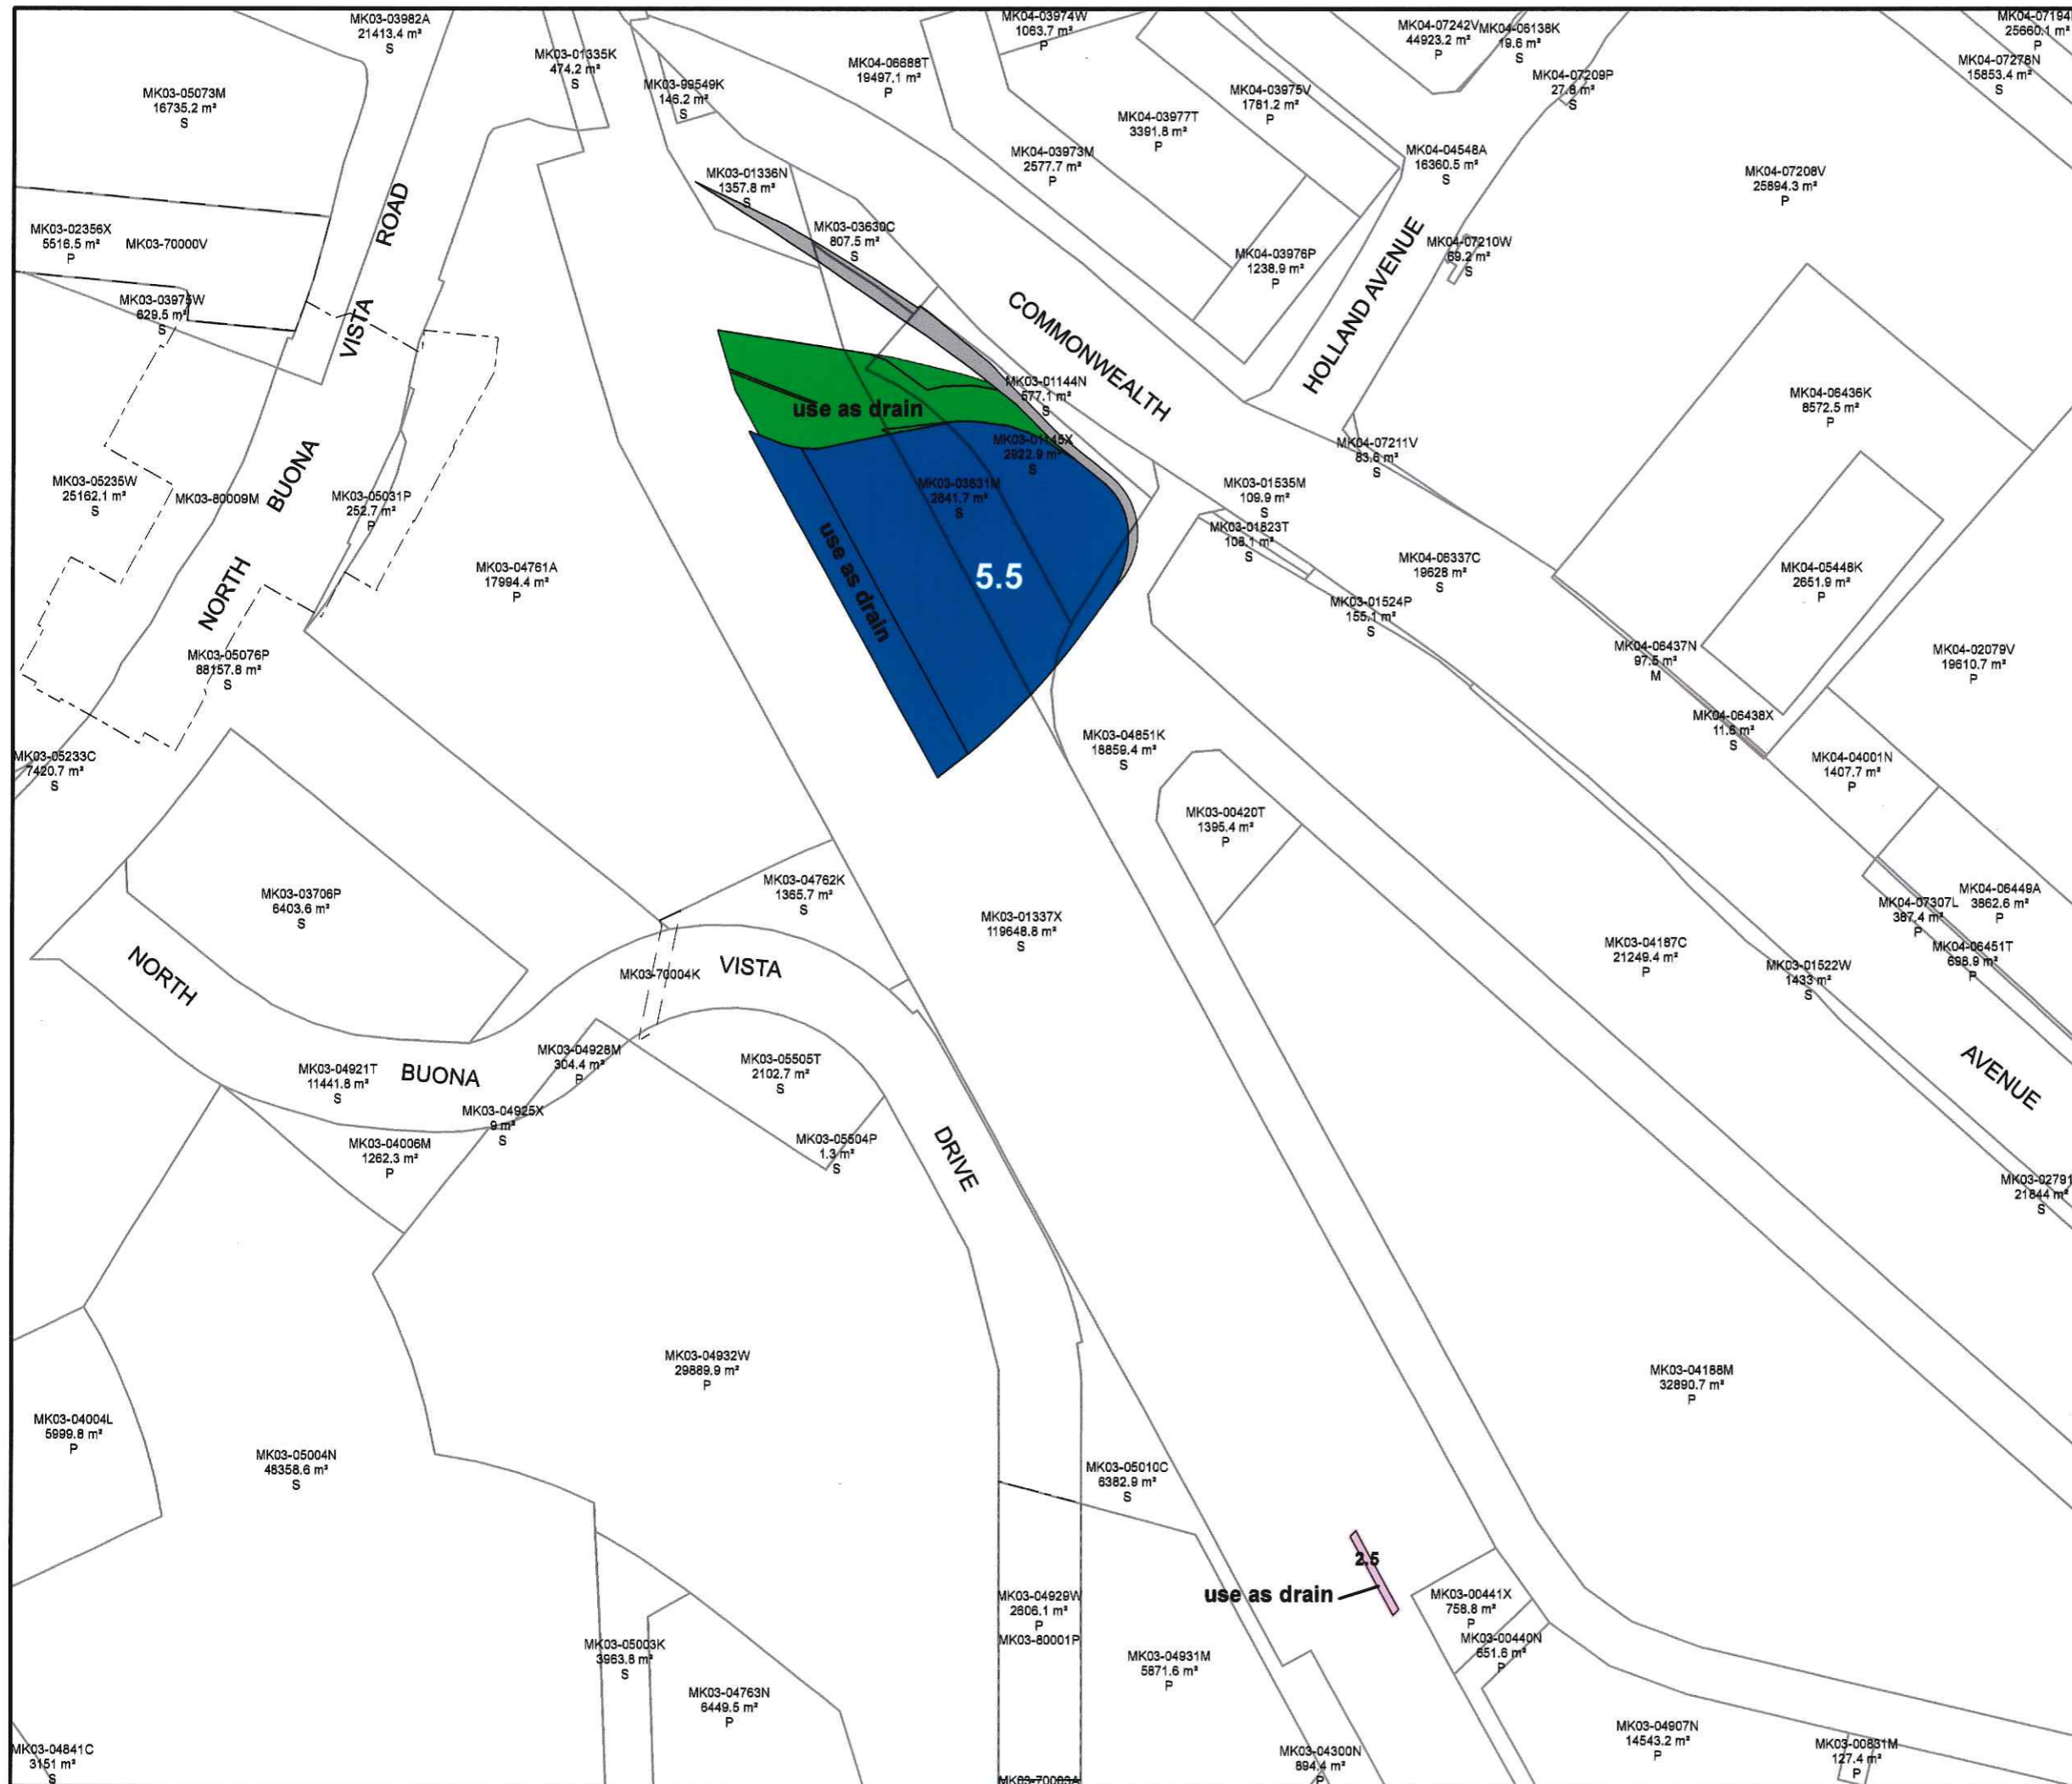 MK03-03982A
21413.4 m²
S
MK03-01335K
474.2 m²
S
MK03-99549K
146.2 m²
S
MK03-05073M
16735.2 m²
S
MK04-06688T
19497.1 m²
P
MK04-03974W
1063.7 m²
P
MK04-03975V
1781.2 m²
P
MK04-03977T
3391.8 m²
P
MK04-03973M
2577.7 m²
P
MK04-07242V
44923.2 m²
P
MK04-06138K
19.6 m²
S
MK04-07209P
27.8 m²
S
MK04-07194
25660.1 m²
P
MK04-07278N
15853.4 m²
S
MK04-04548A
16360.5 m²
S
MK04-07208V
25894.3 m²
P
MK03-01336N
1357.8 m²
S
MK03-03630C
807.5 m²
S
MK03-02356X
5516.5 m²
P
MK03-70000V
MK03-03975W
629.5 m²
S
MK04-03976P
1238.9 m²
P
MK04-07210W
69.2 m²
S
NORTH BUONA VISTA ROAD
COMMONWEALTH
HOLLAND AVENUE
MK03-01144N
577.1 m²
S
use as drain
MK03-01145X
2922.9 m²
S
MK03-03631M
2841.7 m²
S
use as drain
5.5
MK04-06436K
8572.5 m²
P
MK04-07211V
83.6 m²
S
MK03-05235W
25162.1 m²
S
MK03-80009M
MK03-05031P
252.7 m²
P
MK03-01535M
109.9 m²
S
MK03-01823T
108.1 m²
S
MK03-04761A
17994.4 m²
P
MK04-06337C
19628 m²
S
MK04-05448K
2651.9 m²
P
MK03-01524P
155.1 m²
S
MK03-05076P
88157.8 m²
S
MK04-06437N
97.5 m²
M
MK04-02079V
19610.7 m²
P
MK04-06438X
11.6 m²
S
MK03-05233C
7420.7 m²
S
MK03-04851K
18859.4 m²
S
MK04-04001N
1407.7 m²
P
MK03-00420T
1395.4 m²
P
MK03-03706P
6403.6 m²
S
MK03-04762K
1365.7 m²
S
MK03-01337X
119648.8 m²
S
MK04-07307L
387.4 m²
P
MK04-06449A
3862.6 m²
P
MK04-06451T
698.9 m²
P
MK03-04187C
21249.4 m²
P
MK03-01522W
1433 m²
S
NORTH BUONA VISTA DRIVE
MK03-70004K
MK03-04928M
304.4 m²
P
MK03-05505T
2102.7 m²
S
MK03-04921T
11441.8 m²
S
MK03-04925X
9 m²
S
MK03-04006M
1262.3 m²
P
MK03-05504P
1.3 m²
S
AVENUE
MK03-02791
21844 m²
S
MK03-04932W
29889.9 m²
P
MK03-04188M
32890.7 m²
P
MK03-04004L
5999.8 m²
P
MK03-05004N
48358.6 m²
S
MK03-05010C
6382.9 m²
S
2.5
use as drain
MK03-04929W
2606.1 m²
P
MK03-80001P
MK03-00441X
758.8 m²
P
MK03-00440N
651.6 m²
P
MK03-05003K
3963.8 m²
S
MK03-04931M
5871.6 m²
P
MK03-04763N
6449.5 m²
P
MK03-04841C
3151 m²
S
MK03-04300N
894.4 m²
P
MK03-04907N
14543.2 m²
P
MK03-00831M
127.4 m²
P